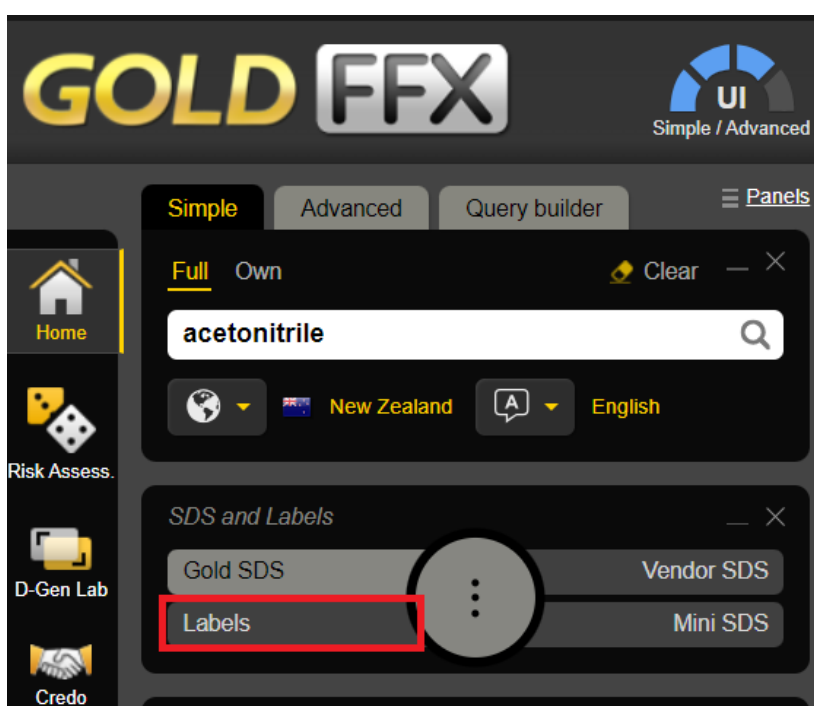 GOLD FFX
UI
Simple / Advanced
Simple Advanced Query builder Panels
Full Own Clear
Home
acetonitrile
New Zealand A English
Risk Assess.
SDS and Labels
Gold SDS Vendor SDS
D-Gen Lab
Labels Mini SDS
Credo